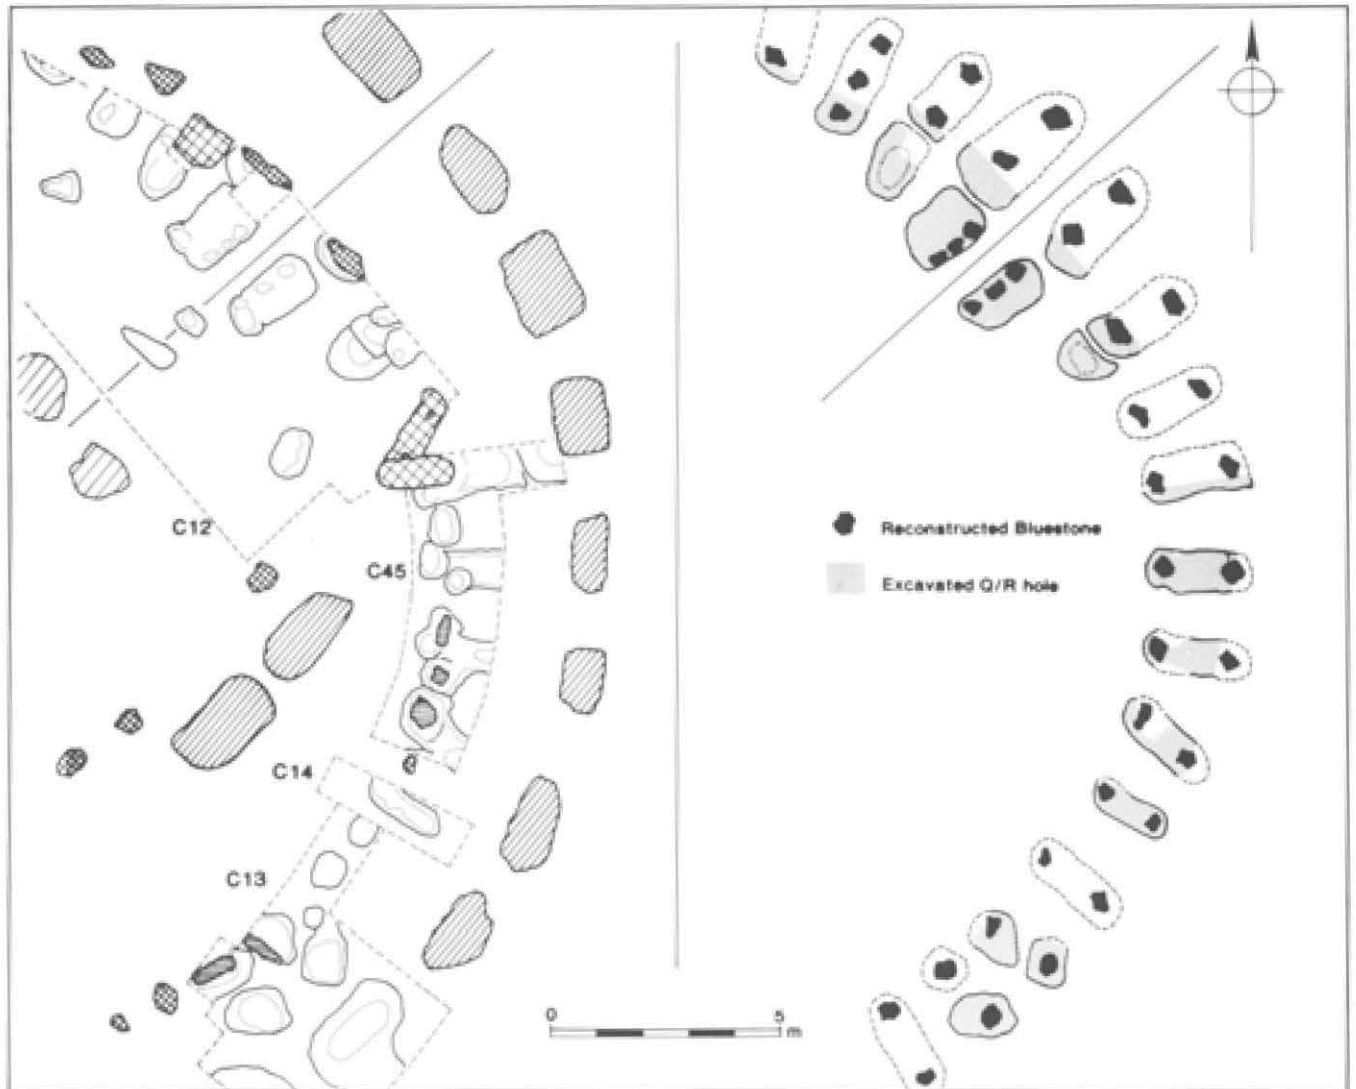 C12
C45
C14
C13
Reconstructed Bluestone
Excavated Q/R hole
0 5
m